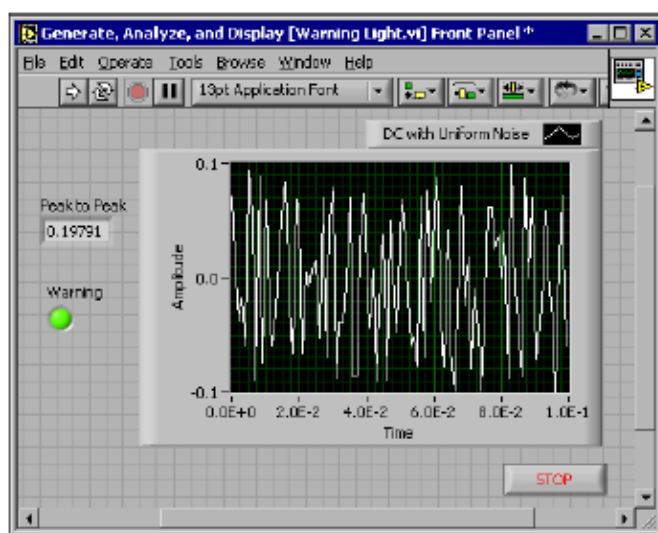 Generate, Analyze, and Display [Warning Light.vi] Front Panel *
File Edit Operate Tools Browse Window Help
13pt Application Font
DC with Uniform Noise
Peak to Peak
0.19791
Warning
Amplitude
0.1
0.0
-0.1
0.0E+0 2.0E-2 4.0E-2 6.0E-2 8.0E-2 1.0E-1
Time
STOP